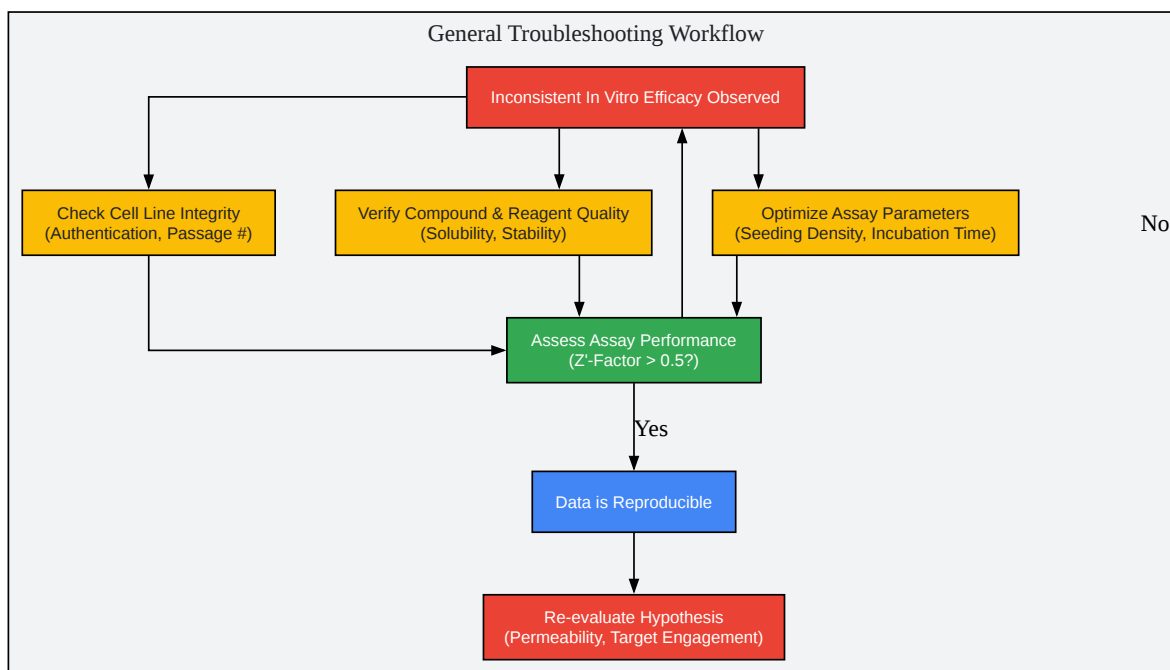 General Troubleshooting Workflow
Inconsistent In Vitro Efficacy Observed
Check Cell Line Integrity
(Authentication, Passage #)
Verify Compound & Reagent Quality
(Solubility, Stability)
Optimize Assay Parameters
(Seeding Density, Incubation Time)
No
Assess Assay Performance
(Z'-Factor > 0.5?)
Yes
Data is Reproducible
Re-evaluate Hypothesis
(Permeability, Target Engagement)